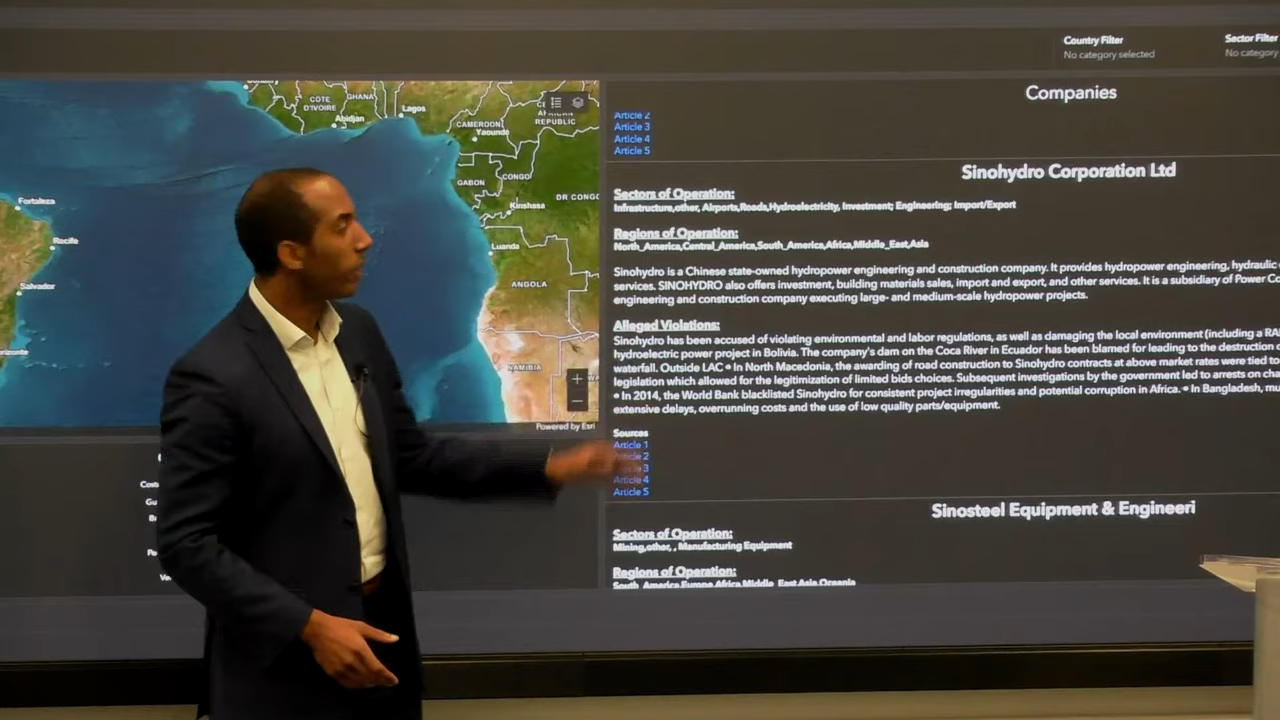 Country Filter
No category selected
Sector Filter
No category
Companies
CÔTE
D'IVOIRE
GHANA
Abidjan
Lagos
CAMEROON
Yaounde
REPUBLIC
GABON
CONGO
DR CONGO
Kinshasa
Luanda
ANGOLA
NAMIBIA
Fortaleza
Recife
Salvador
Powered by Esri
Article 2
Article 3
Article 4
Article 5
Sinohydro Corporation Ltd
Sectors of Operation:
Infrastructure,other, Airports,Roads,Hydroelectricity, Investment; Engineering; Import/Export
Regions of Operation:
North_America,Central_America,South_America,Africa,Middle_East,Asia
Sinohydro is a Chinese state-owned hydropower engineering and construction company. It provides hydropower engineering, hydraulic
services. SINOHYDRO also offers investment, building materials sales, import and export, and other services. It is a subsidiary of Power
engineering and construction company executing large- and medium-scale hydropower projects.
Alleged Violations:
Sinohydro has been accused of violating environmental and labor regulations, as well as damaging the local environment (including a
hydroelectric power project in Bolivia. The company's dam on the Coca River in Ecuador has been blamed for leading to the destruction
waterfall. Outside LAC • In North Macedonia, the awarding of road construction to Sinohydro contracts at above market rates were tied to
legislation which allowed for the legitimization of limited bids choices. Subsequent investigations by the government led to arrests on
• In 2014, the World Bank blacklisted Sinohydro for consistent project irregularities and potential corruption in Africa. • In Bangladesh,
extensive delays, overrunning costs and the use of low quality parts/equipment.
Sources
Article 1
Article 4
Article 5
Sinosteel Equipment & Engineeri
Sectors of Operation:
Mining,other, , Manufacturing Equipment
Regions of Operation:
South_America,Europe,Africa,Middle_East,Asia,Oceania